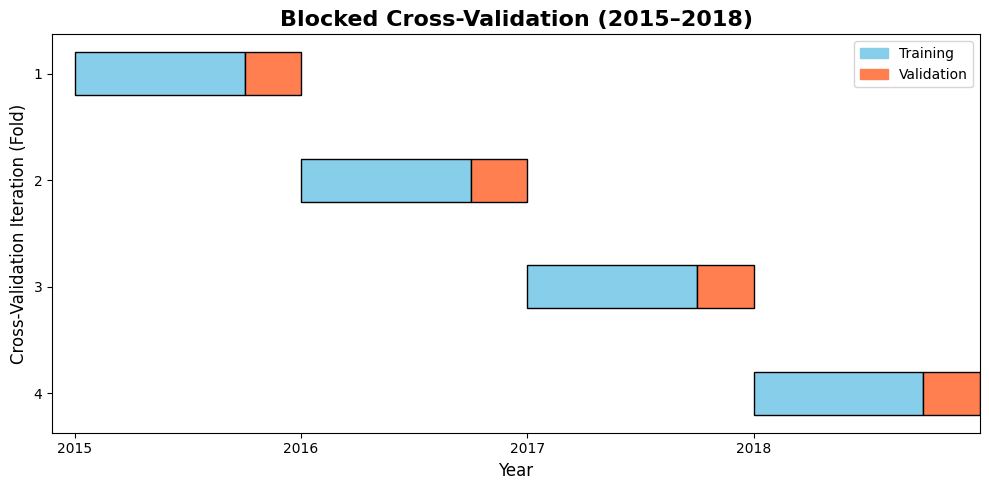 Blocked Cross-Validation (2015–2018)
Training
Validation
Cross-Validation Iteration (Fold)
1
2
3
4
2015 2016 2017 2018
Year